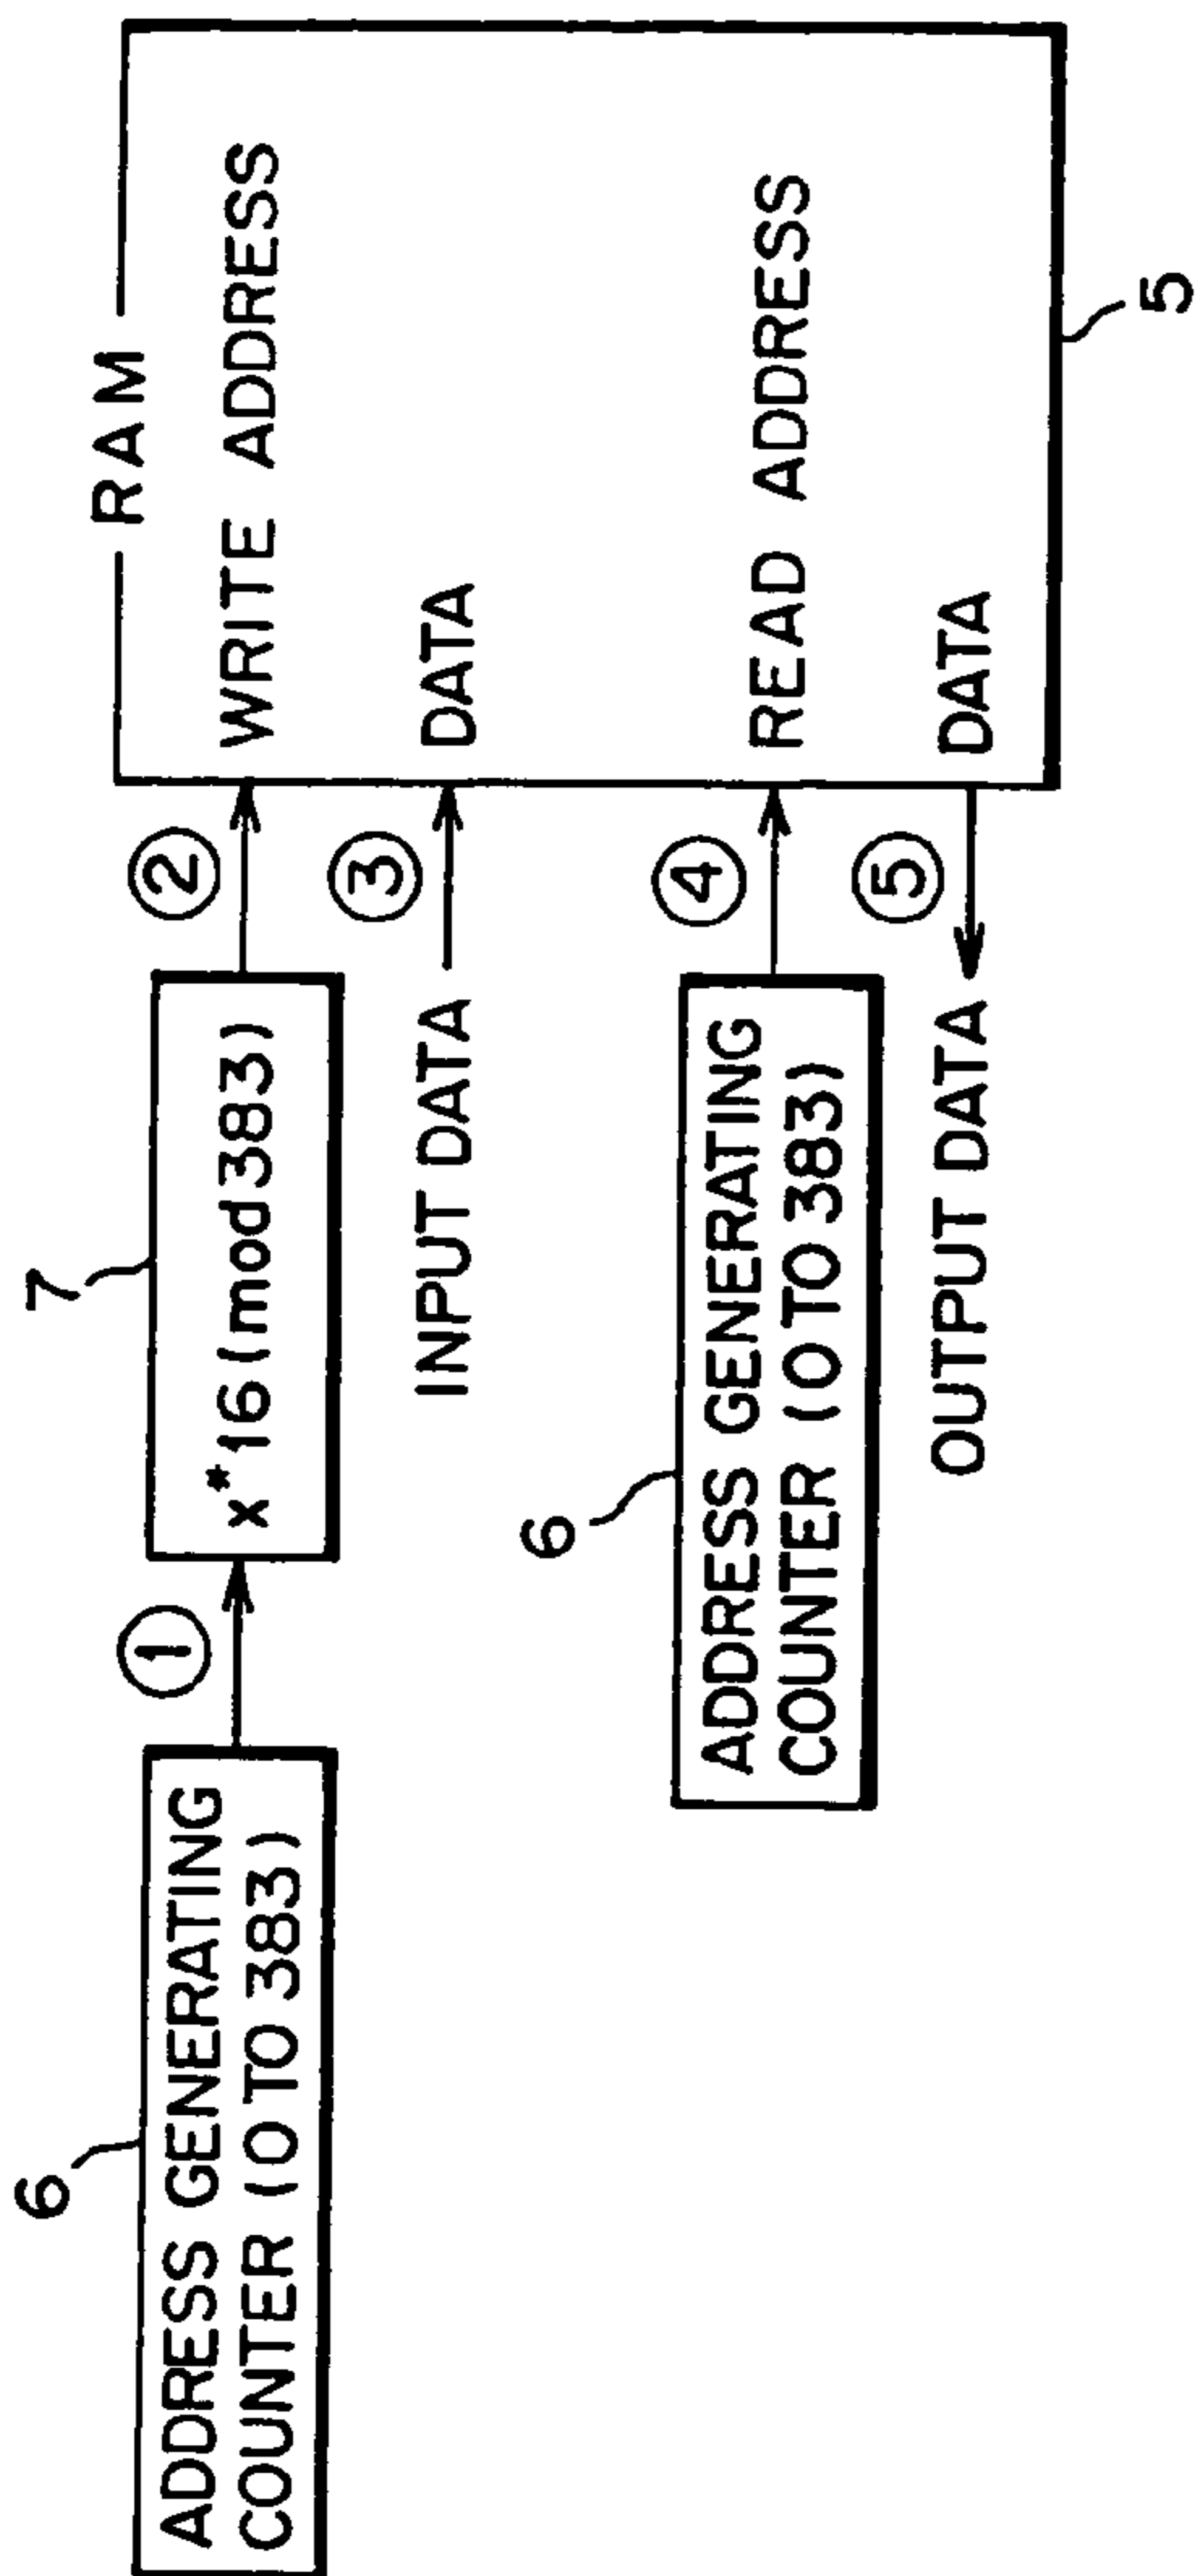 RAM
6
ADDRESS GENERATING
COUNTER (0 TO 383)
①
7
x*16(mod 383)
②
WRITE ADDRESS
INPUT DATA
③
DATA
6
ADDRESS GENERATING
COUNTER (0 TO 383)
④
READ ADDRESS
OUTPUT DATA
⑤
DATA
5